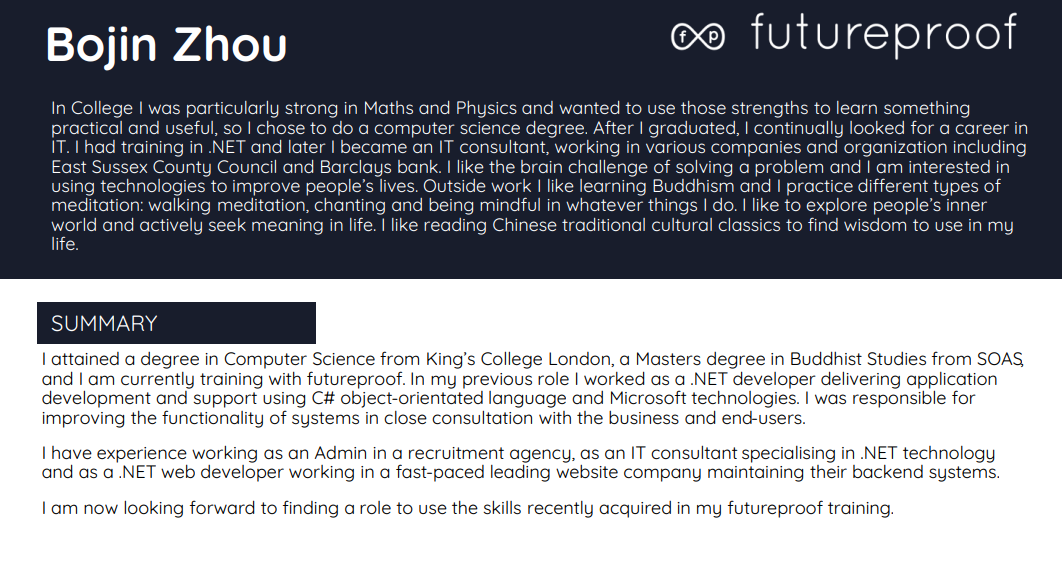 Bojin Zhou
fp futureproof
In College I was particularly strong in Maths and Physics and wanted to use those strengths to learn something
practical and useful, so I chose to do a computer science degree. After I graduated, I continually looked for a career in
IT. I had training in .NET and later I became an IT consultant, working in various companies and organization including
East Sussex County Council and Barclays bank. I like the brain challenge of solving a problem and I am interested in
using technologies to improve people’s lives. Outside work I like learning Buddhism and I practice different types of
meditation: walking meditation, chanting and being mindful in whatever things I do. I like to explore people’s inner
world and actively seek meaning in life. I like reading Chinese traditional cultural classics to find wisdom to use in my
life.
SUMMARY
I attained a degree in Computer Science from King’s College London, a Masters degree in Buddhist Studies from SOAS,
and I am currently training with futureproof. In my previous role I worked as a .NET developer delivering application
development and support using C# object-orientated language and Microsoft technologies. I was responsible for
improving the functionality of systems in close consultation with the business and end-users.
I have experience working as an Admin in a recruitment agency, as an IT consultant specialising in .NET technology
and as a .NET web developer working in a fast-paced leading website company maintaining their backend systems.
I am now looking forward to finding a role to use the skills recently acquired in my futureproof training.